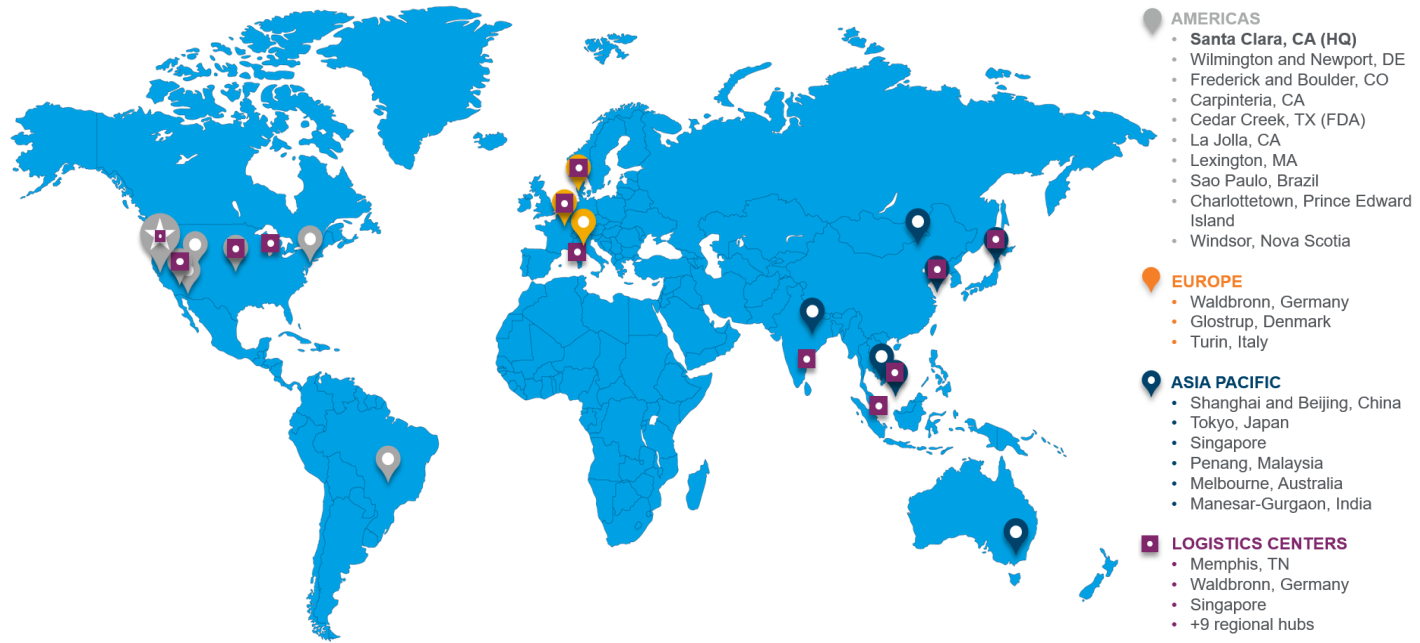 AMERICAS
Santa Clara, CA (HQ)
Wilmington and Newport, DE
Frederick and Boulder, CO
Carpinteria, CA
Cedar Creek, TX (FDA)
La Jolla, CA
Lexington, MA
Sao Paulo, Brazil
Charlottetown, Prince Edward
Island
Windsor, Nova Scotia
EUROPE
Waldbronn, Germany
Glostrup, Denmark
Turin, Italy
ASIA PACIFIC
Shanghai and Beijing, China
Tokyo, Japan
Singapore
Penang, Malaysia
Melbourne, Australia
Manesar-Gurgaon, India
LOGISTICS CENTERS
Memphis, TN
Waldbronn, Germany
Singapore
+9 regional hubs